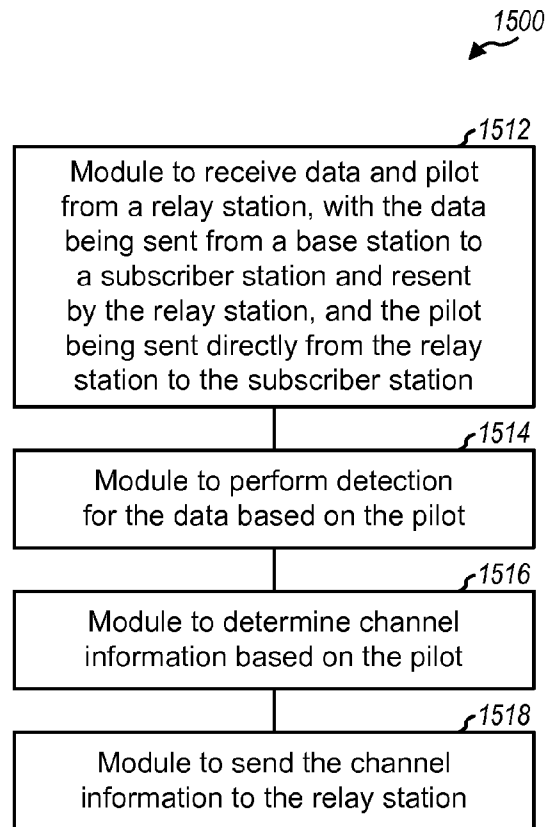 1500
1512
Module to receive data and pilot
from a relay station, with the data
being sent from a base station to
a subscriber station and resent
by the relay station, and the pilot
being sent directly from the relay
station to the subscriber station
1514
Module to perform detection
for the data based on the pilot
1516
Module to determine channel
information based on the pilot
1518
Module to send the channel
information to the relay station